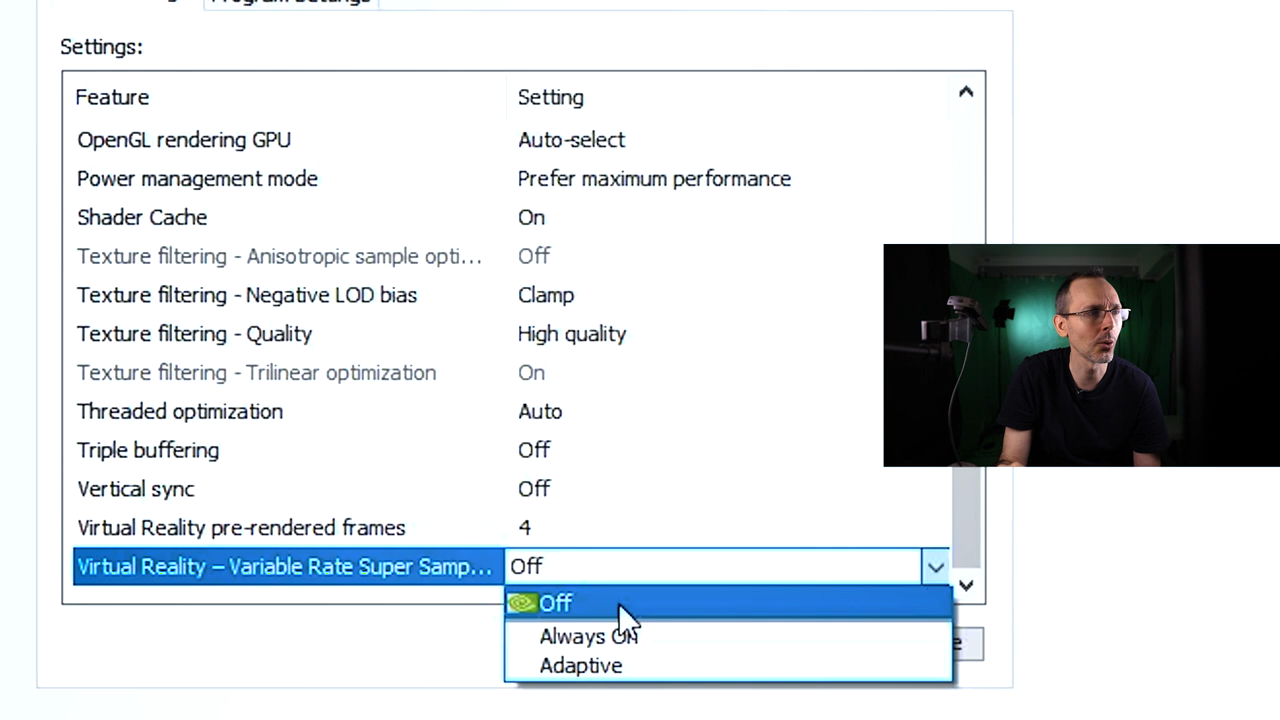 Program Settings
Settings:
Feature Setting
OpenGL rendering GPU Auto-select
Power management mode Prefer maximum performance
Shader Cache On
Texture filtering - Anisotropic sample opti... Off
Texture filtering - Negative LOD bias Clamp
Texture filtering - Quality High quality
Texture filtering - Trilinear optimization On
Threaded optimization Auto
Triple buffering Off
Vertical sync Off
Virtual Reality pre-rendered frames 4
Virtual Reality – Variable Rate Super Samp... Off
Off
Always On
Adaptive